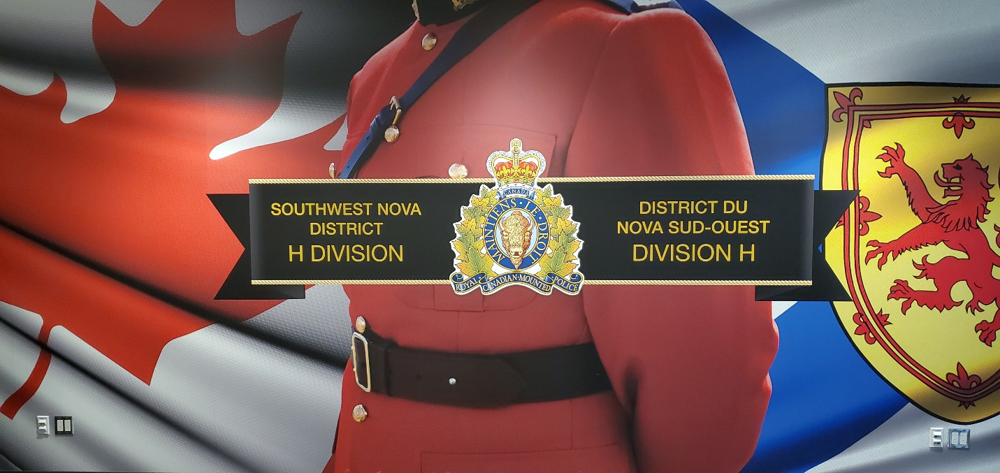 SOUTHWEST NOVA
DISTRICT
H DIVISION
CANADA
MAINTIENS·LE·DROIT
ROYAL·CANADIAN·MOUNTED·POLICE
DISTRICT DU
NOVA SUD-OUEST
DIVISION H